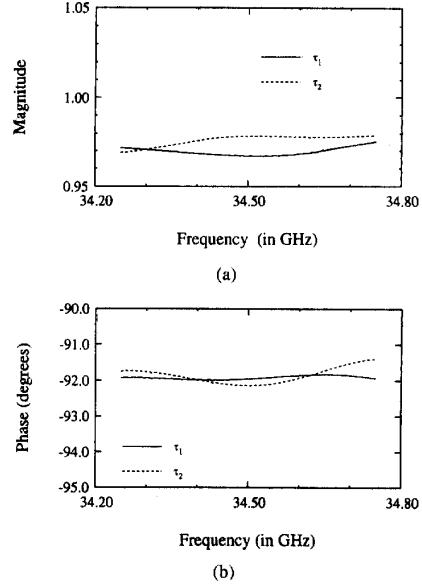 1.05
τ1
τ2
1.00
Magnitude
0.95
34.20 34.50 34.80
Frequency (in GHz)
(a)
-90.0
-91.0
-92.0
-93.0
-94.0
-95.0
Phase (degrees)
τ1
τ2
34.20 34.50 34.80
Frequency (in GHz)
(b)